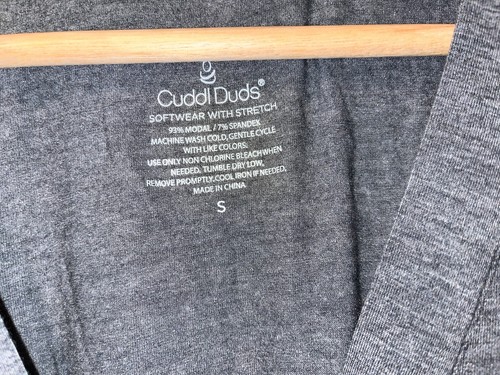 Cuddl Duds®
SOFTWEAR WITH STRETCH
93% MODAL / 7% SPANDEX
MACHINE WASH COLD, GENTLE CYCLE
WITH LIKE COLORS.
USE ONLY NON CHLORINE BLEACH WHEN
NEEDED. TUMBLE DRY LOW,
REMOVE PROMPTLY. COOL IRON IF NEEDED.
MADE IN CHINA
S